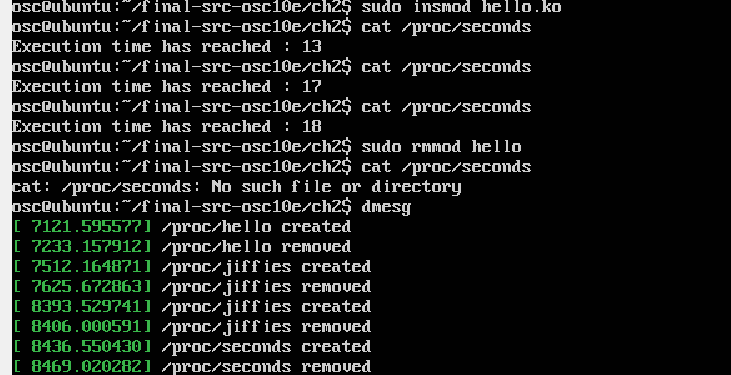 osc@ubuntu:~/final-src-osc10e/ch2$ sudo insmod hello.ko
osc@ubuntu:~/final-src-osc10e/ch2$ cat /proc/seconds
Execution time has reached : 13
osc@ubuntu:~/final-src-osc10e/ch2$ cat /proc/seconds
Execution time has reached : 17
osc@ubuntu:~/final-src-osc10e/ch2$ cat /proc/seconds
Execution time has reached : 18
osc@ubuntu:~/final-src-osc10e/ch2$ sudo rmmod hello
osc@ubuntu:~/final-src-osc10e/ch2$ cat /proc/seconds
cat: /proc/seconds: No such file or directory
osc@ubuntu:~/final-src-osc10e/ch2$ dmesg
[ 7121.595577] /proc/hello created
[ 7233.157912] /proc/hello removed
[ 7512.164871] /proc/jiffies created
[ 7625.672863] /proc/jiffies removed
[ 8393.529741] /proc/jiffies created
[ 8406.000591] /proc/jiffies removed
[ 8436.550430] /proc/seconds created
[ 8469.020282] /proc/seconds removed